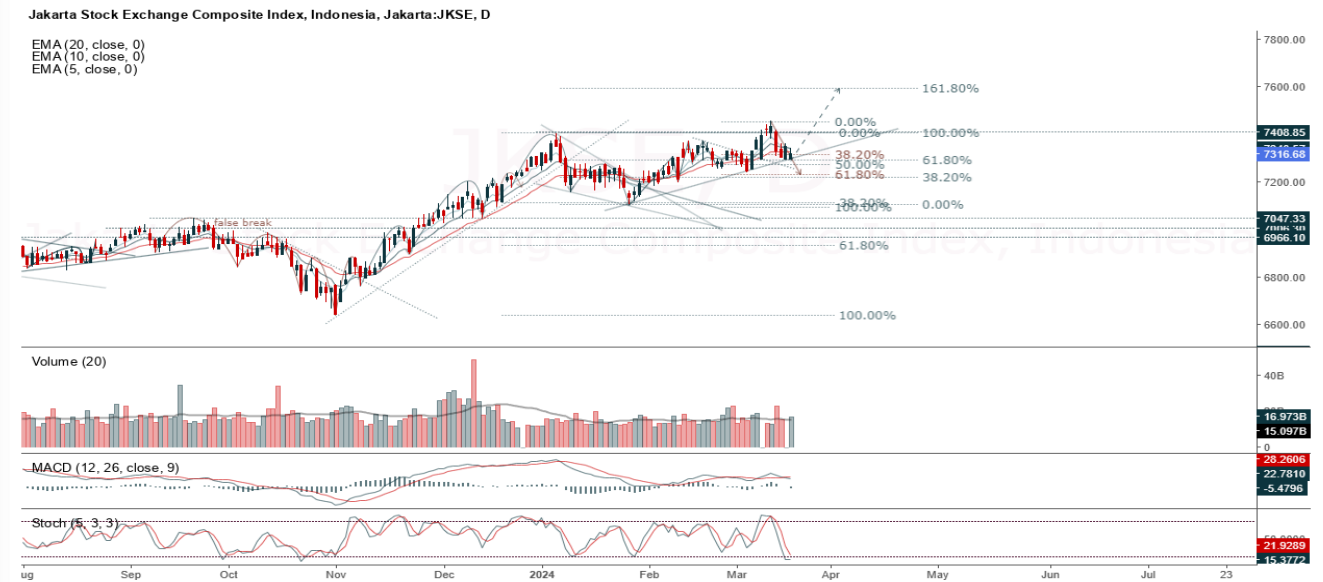 Jakarta Stock Exchange Composite Index, Indonesia, Jakarta:JKSE, D
EMA (20, close, 0)
EMA (10, close, 0)
EMA (5, close, 0)
7800.00
7600.00
161.80%
0.00%
0.00%
100.00%
7408.85
7316.68
38.20%
50.00%
61.80%
61.80%
38.20%
7200.00
38.20%
100.00%
0.00%
false break
7047.33
7006.30
6966.10
61.80%
6800.00
100.00%
6600.00
Volume (20)
40B
16.973B
15.097B
0
MACD (12, 26, close, 9)
28.2606
22.7810
-5.4796
Stoch (5, 3, 3)
21.9289
15.3772
ug
Sep
Oct
Nov
Dec
2024
Feb
Mar
Apr
May
Jun
Jul
23